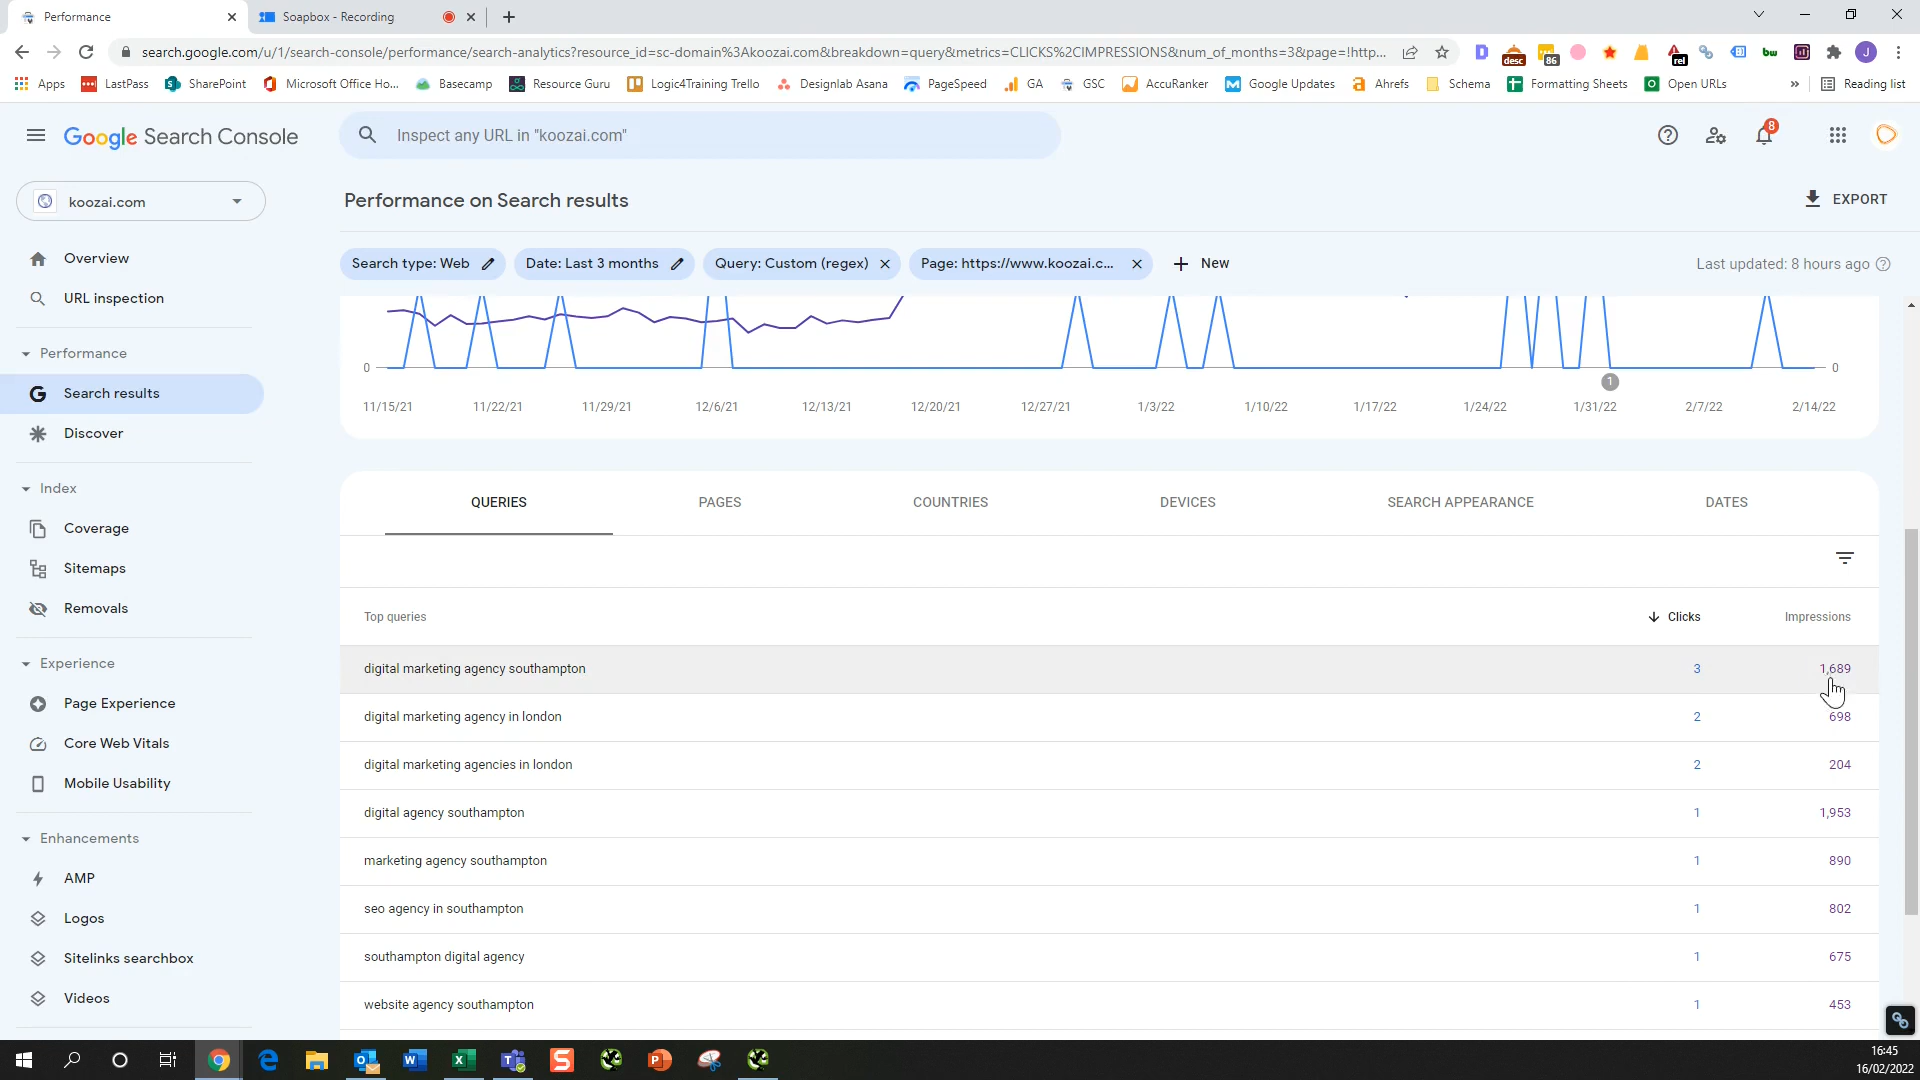 Performance
Soapbox - Recording
search.google.com/u/1/search-console/performance/search-analytics?resource_id=sc-domain%3Akoozai.com&breakdown=query&metrics=CLICKS%2CIMPRESSIONS&num_of_months=3&page=!http...
desc
86
rel
bw
J
Apps
LastPass
SharePoint
Microsoft Office Ho...
Basecamp
Resource Guru
Logic4Training Trello
Designlab Asana
PageSpeed
GA
GSC
AccuRanker
Google Updates
Ahrefs
Schema
Formatting Sheets
Open URLs
»
Reading list
Google Search Console
Inspect any URL in "koozai.com"
8
koozai.com
Performance on Search results
EXPORT
Search type: Web
Date: Last 3 months
Query: Custom (regex)
Page: https://www.koozai.c...
New
Last updated: 8 hours ago
Overview
URL inspection
Performance
Search results
Discover
Index
Coverage
Sitemaps
Removals
Experience
Page Experience
Core Web Vitals
Mobile Usability
Enhancements
AMP
Logos
Sitelinks searchbox
Videos
0
0
1
11/15/21 11/22/21 11/29/21 12/6/21 12/13/21 12/20/21 12/27/21 1/3/22 1/10/22 1/17/22 1/24/22 1/31/22 2/7/22 2/14/22
QUERIES PAGES COUNTRIES DEVICES SEARCH APPEARANCE DATES
Top queries Clicks Impressions
digital marketing agency southampton 3 1,689
digital marketing agency in london 2 698
digital marketing agencies in london 2 204
digital agency southampton 1 1,953
marketing agency southampton 1 890
seo agency in southampton 1 802
southampton digital agency 1 675
website agency southampton 1 453
16:45
16/02/2022